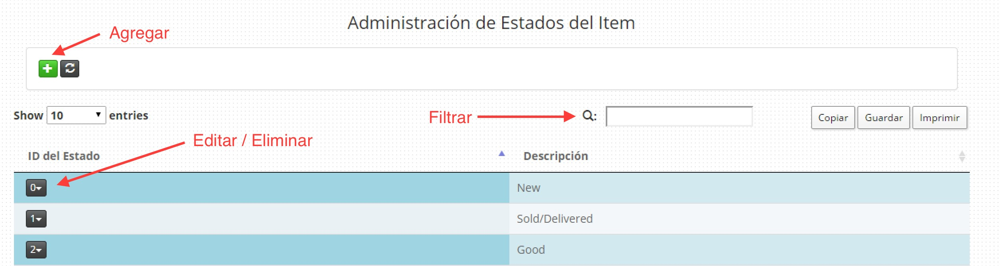 Administración de Estados del Item
Agregar
Show 10 entries
Filtrar
Q:
Copiar Guardar Imprimir
Editar / Eliminar
ID del Estado Descripción
0 New
1 Sold/Delivered
2 Good